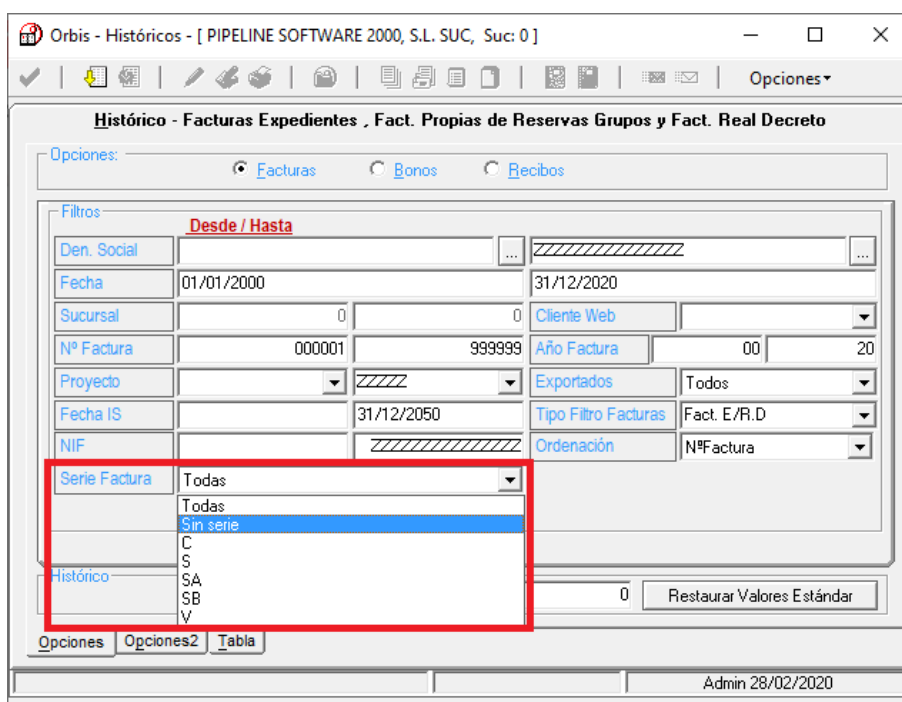 Orbis - Históricos - [ PIPELINE SOFTWARE 2000, S.L. SUC, Suc: 0 ]
Opciones
Histórico - Facturas Expedientes , Fact. Propias de Reservas Grupos y Fact. Real Decreto
Opciones:
Facturas Bonos Recibos
Filtros
Desde / Hasta
Den. Social ... ZZZZZZZZZZZZZZZ ...
Fecha 01/01/2000 31/12/2020
Sucursal 0 0 Cliente Web
Nº Factura 000001 999999 Año Factura 00 20
Proyecto ZZZZZ Exportados Todos
Fecha IS 31/12/2050 Tipo Filtro Facturas Fact. E/R.D
NIF ZZZZZZZZZZZZZZZ Ordenación NºFactura
Serie Factura Todas
Todas
Sin serie
C
S
SA
SB
V
Histórico 0 Restaurar Valores Estándar
Opciones Opciones2 Tabla
Admin 28/02/2020